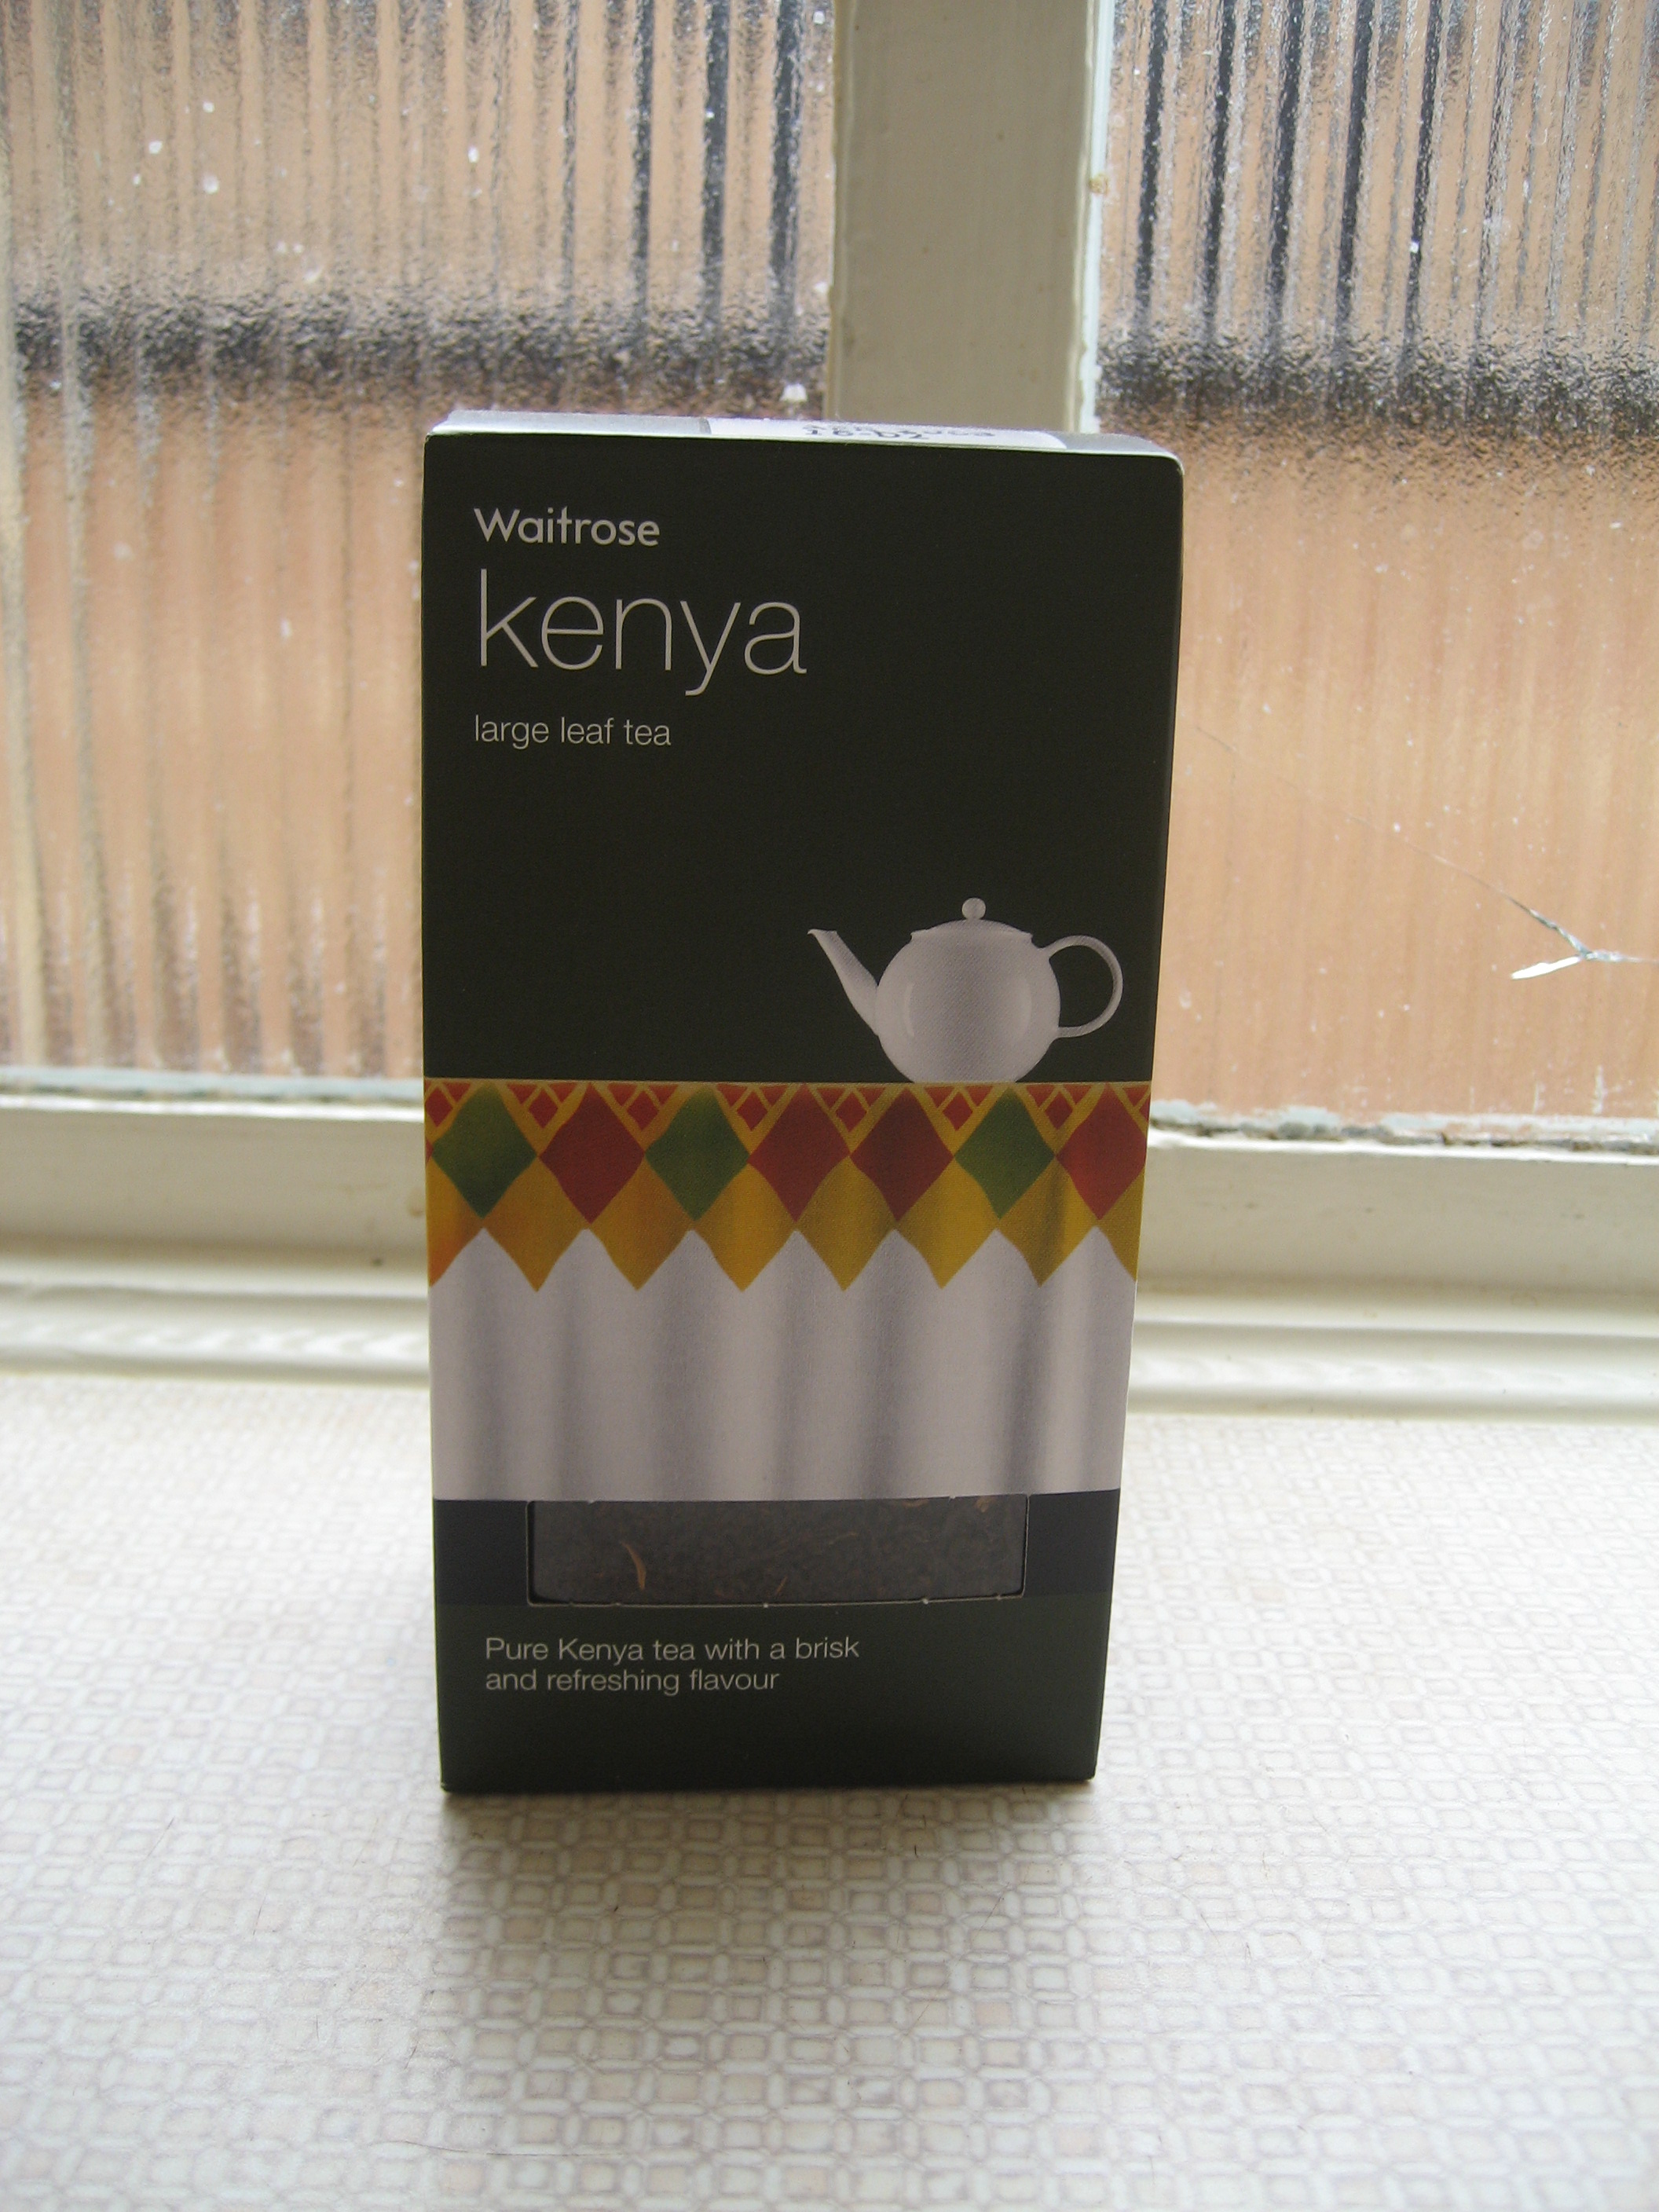 Waitrose
kenya
large leaf tea
Pure Kenya tea with a brisk
and refreshing flavour